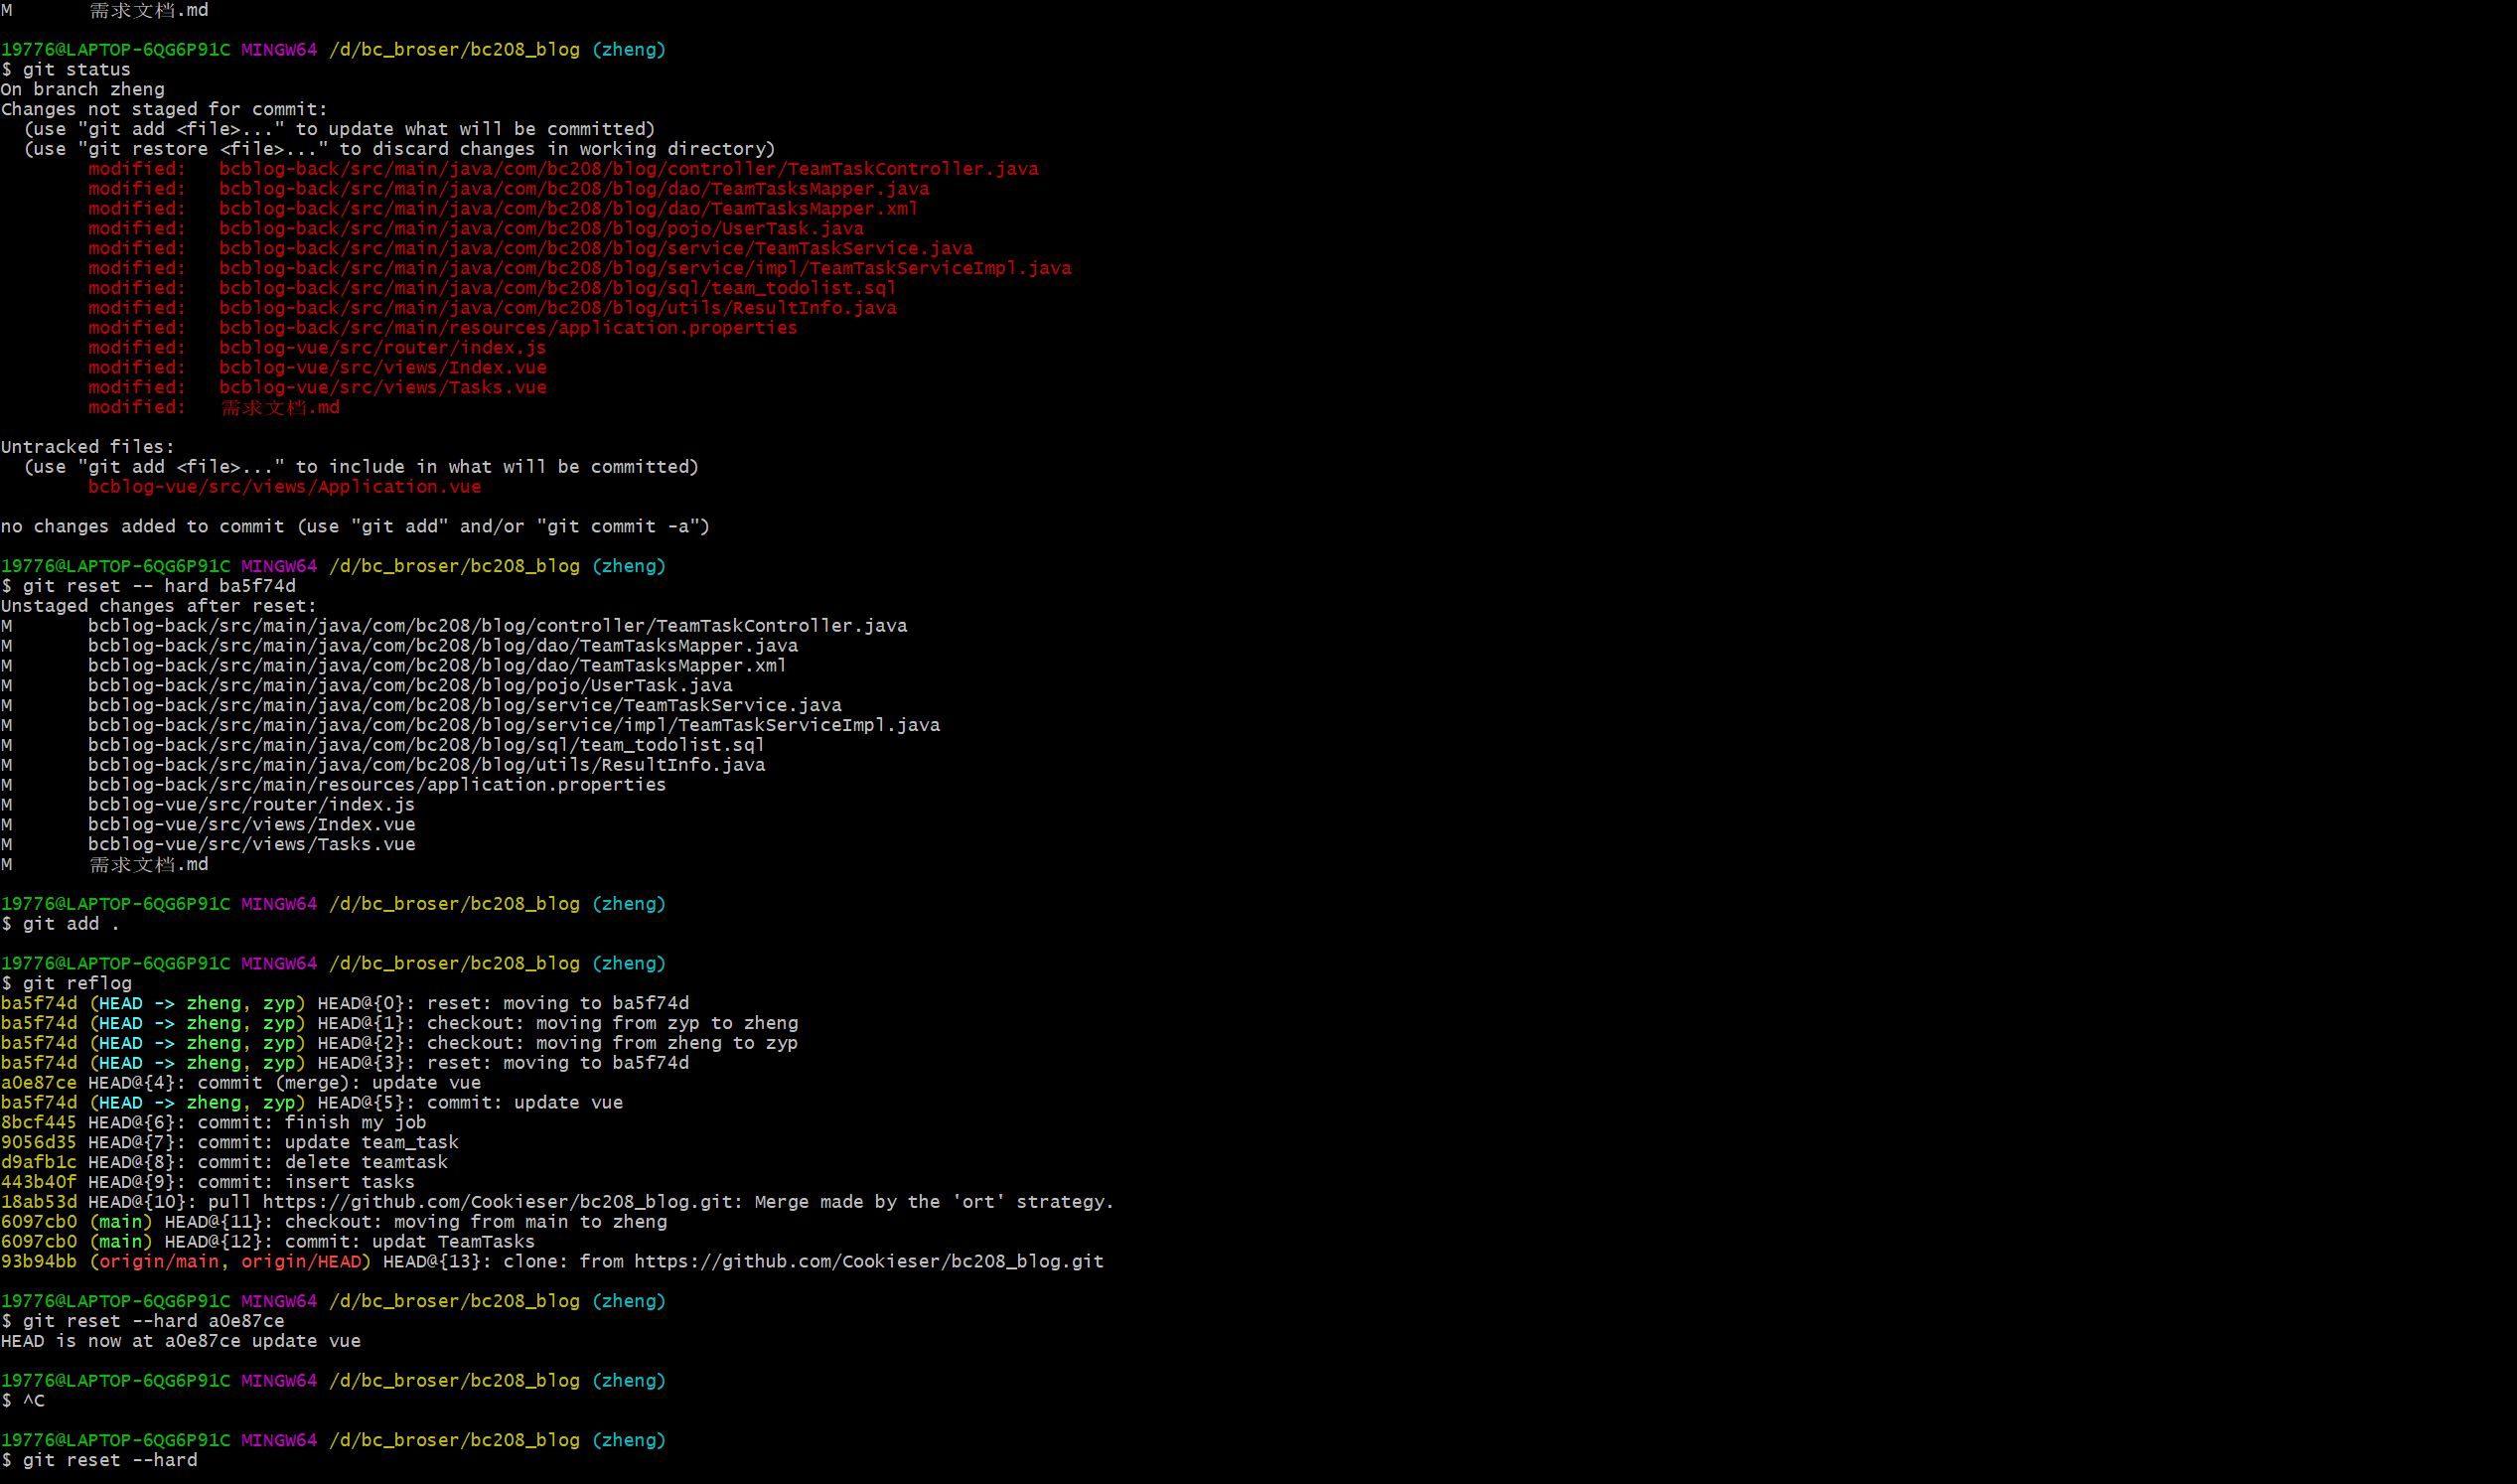 M       需求文档.md
19776@LAPTOP-6QG6P91C MINGW64 /d/bc_broser/bc208_blog (zheng)
$ git status
On branch zheng
Changes not staged for commit:
  (use "git add <file>..." to update what will be committed)
  (use "git restore <file>..." to discard changes in working directory)
        modified:   bcblog-back/src/main/java/com/bc208/blog/controller/TeamTaskController.java
        modified:   bcblog-back/src/main/java/com/bc208/blog/dao/TeamTasksMapper.java
        modified:   bcblog-back/src/main/java/com/bc208/blog/dao/TeamTasksMapper.xml
        modified:   bcblog-back/src/main/java/com/bc208/blog/pojo/UserTask.java
        modified:   bcblog-back/src/main/java/com/bc208/blog/service/TeamTaskService.java
        modified:   bcblog-back/src/main/java/com/bc208/blog/service/impl/TeamTaskServiceImpl.java
        modified:   bcblog-back/src/main/java/com/bc208/blog/sql/team_todolist.sql
        modified:   bcblog-back/src/main/java/com/bc208/blog/utils/ResultInfo.java
        modified:   bcblog-back/src/main/resources/application.properties
        modified:   bcblog-vue/src/router/index.js
        modified:   bcblog-vue/src/views/Index.vue
        modified:   bcblog-vue/src/views/Tasks.vue
        modified:   需求文档.md
Untracked files:
  (use "git add <file>..." to include in what will be committed)
        bcblog-vue/src/views/Application.vue
no changes added to commit (use "git add" and/or "git commit -a")
19776@LAPTOP-6QG6P91C MINGW64 /d/bc_broser/bc208_blog (zheng)
$ git reset -- hard ba5f74d
Unstaged changes after reset:
M       bcblog-back/src/main/java/com/bc208/blog/controller/TeamTaskController.java
M       bcblog-back/src/main/java/com/bc208/blog/dao/TeamTasksMapper.java
M       bcblog-back/src/main/java/com/bc208/blog/dao/TeamTasksMapper.xml
M       bcblog-back/src/main/java/com/bc208/blog/pojo/UserTask.java
M       bcblog-back/src/main/java/com/bc208/blog/service/TeamTaskService.java
M       bcblog-back/src/main/java/com/bc208/blog/service/impl/TeamTaskServiceImpl.java
M       bcblog-back/src/main/java/com/bc208/blog/sql/team_todolist.sql
M       bcblog-back/src/main/java/com/bc208/blog/utils/ResultInfo.java
M       bcblog-back/src/main/resources/application.properties
M       bcblog-vue/src/router/index.js
M       bcblog-vue/src/views/Index.vue
M       bcblog-vue/src/views/Tasks.vue
M       需求文档.md
19776@LAPTOP-6QG6P91C MINGW64 /d/bc_broser/bc208_blog (zheng)
$ git add .
19776@LAPTOP-6QG6P91C MINGW64 /d/bc_broser/bc208_blog (zheng)
$ git reflog
ba5f74d (HEAD -> zheng, zyp) HEAD@{0}: reset: moving to ba5f74d
ba5f74d (HEAD -> zheng, zyp) HEAD@{1}: checkout: moving from zyp to zheng
ba5f74d (HEAD -> zheng, zyp) HEAD@{2}: checkout: moving from zheng to zyp
ba5f74d (HEAD -> zheng, zyp) HEAD@{3}: reset: moving to ba5f74d
a0e87ce HEAD@{4}: commit (merge): update vue
ba5f74d (HEAD -> zheng, zyp) HEAD@{5}: commit: update vue
8bcf445 HEAD@{6}: commit: finish my job
9056d35 HEAD@{7}: commit: update team_task
d9afb1c HEAD@{8}: commit: delete teamtask
443b40f HEAD@{9}: commit: insert tasks
18ab53d HEAD@{10}: pull https://github.com/Cookieser/bc208_blog.git: Merge made by the 'ort' strategy.
6097cb0 (main) HEAD@{11}: checkout: moving from main to zheng
6097cb0 (main) HEAD@{12}: commit: updat TeamTasks
93b94bb (origin/main, origin/HEAD) HEAD@{13}: clone: from https://github.com/Cookieser/bc208_blog.git
19776@LAPTOP-6QG6P91C MINGW64 /d/bc_broser/bc208_blog (zheng)
$ git reset --hard a0e87ce
HEAD is now at a0e87ce update vue
19776@LAPTOP-6QG6P91C MINGW64 /d/bc_broser/bc208_blog (zheng)
$ ^C
19776@LAPTOP-6QG6P91C MINGW64 /d/bc_broser/bc208_blog (zheng)
$ git reset --hard